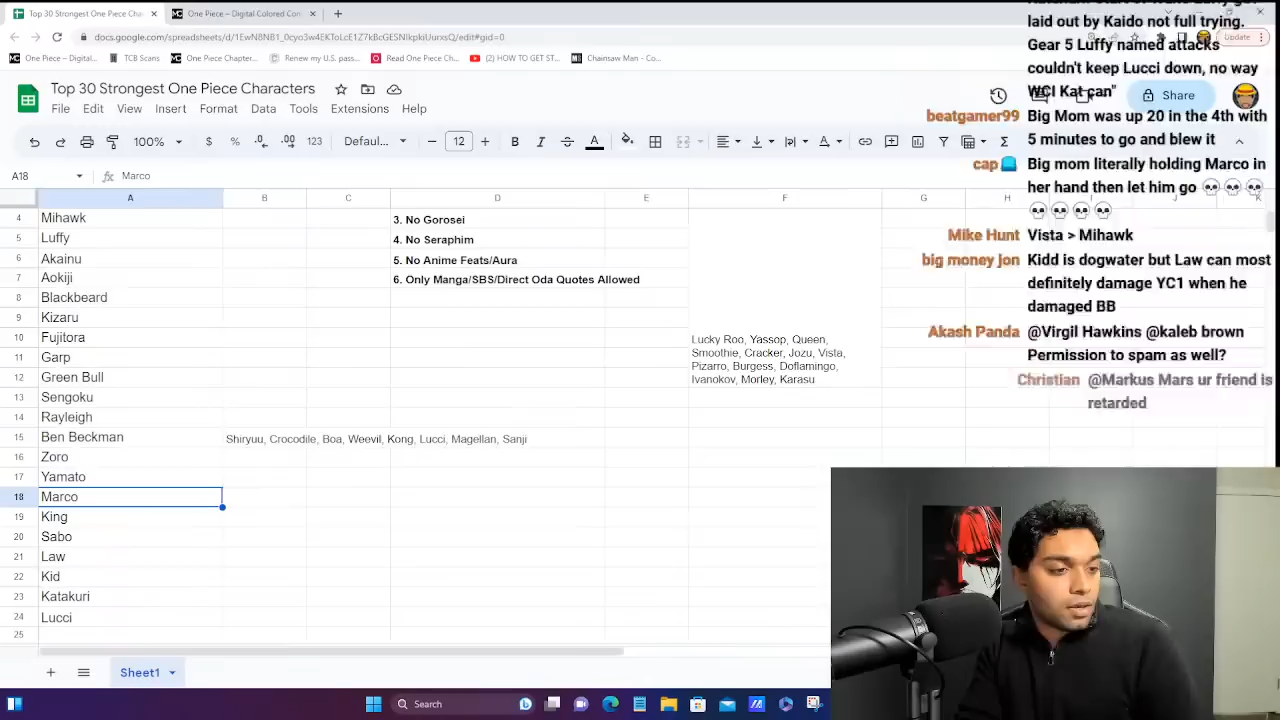 Top 30 Strongest One Piece Chara
One Piece – Digital Colored Con
docs.google.com/spreadsheets/d/
Update
One Piece – Digital...
TCB Scans
One Piece Chapter...
Renew my U.S. pass...
Read One Piece Ch...
(2) HOW TO GET ST...
Chainsaw Man - Co...
Top 30 Strongest One Piece Characters
File Edit View Insert Format Data Tools Extensions Help
Share
100% $ % .0 .00 123 Defaul... 12 B I A
A18 fx Marco
A B C D E F G H
4 Mihawk 3. No Gorosei
5 Luffy 4. No Seraphim
6 Akainu 5. No Anime Feats/Aura
7 Aokiji 6. Only Manga/SBS/Direct Oda Quotes Allowed
8 Blackbeard
9 Kizaru
10 Fujitora
11 Garp
12 Green Bull
Lucky Roo, Yassop, Queen,
Smoothie, Cracker, Jozu, Vista,
Pizarro, Burgess, Doflamingo,
Ivanokov, Morley, Karasu
13 Sengoku
14 Rayleigh
15 Ben Beckman Shiryuu, Crocodile, Boa, Weevil, Kong, Lucci, Magellan, Sanji
16 Zoro
17 Yamato
18 Marco
19 King
20 Sabo
21 Law
22 Kid
23 Katakuri
24 Lucci
25
Sheet1
Search
laid out by Kaido not full trying.
Gear 5 Luffy named attacks
couldn't keep Lucci down, no way
WCI Kat can"
beatgamer99 Big Mom was up 20 in the 4th with
5 minutes to go and blew it
cap Big mom literally holding Marco in
her hand then let him go 💀💀💀
💀💀💀💀
Mike Hunt Vista > Mihawk
big money jon Kidd is dogwater but Law can most
definitely damage YC1 when he
damaged BB
Akash Panda @Virgil Hawkins @kaleb brown
Permission to spam as well?
Christian @Markus Mars ur friend is
retarded